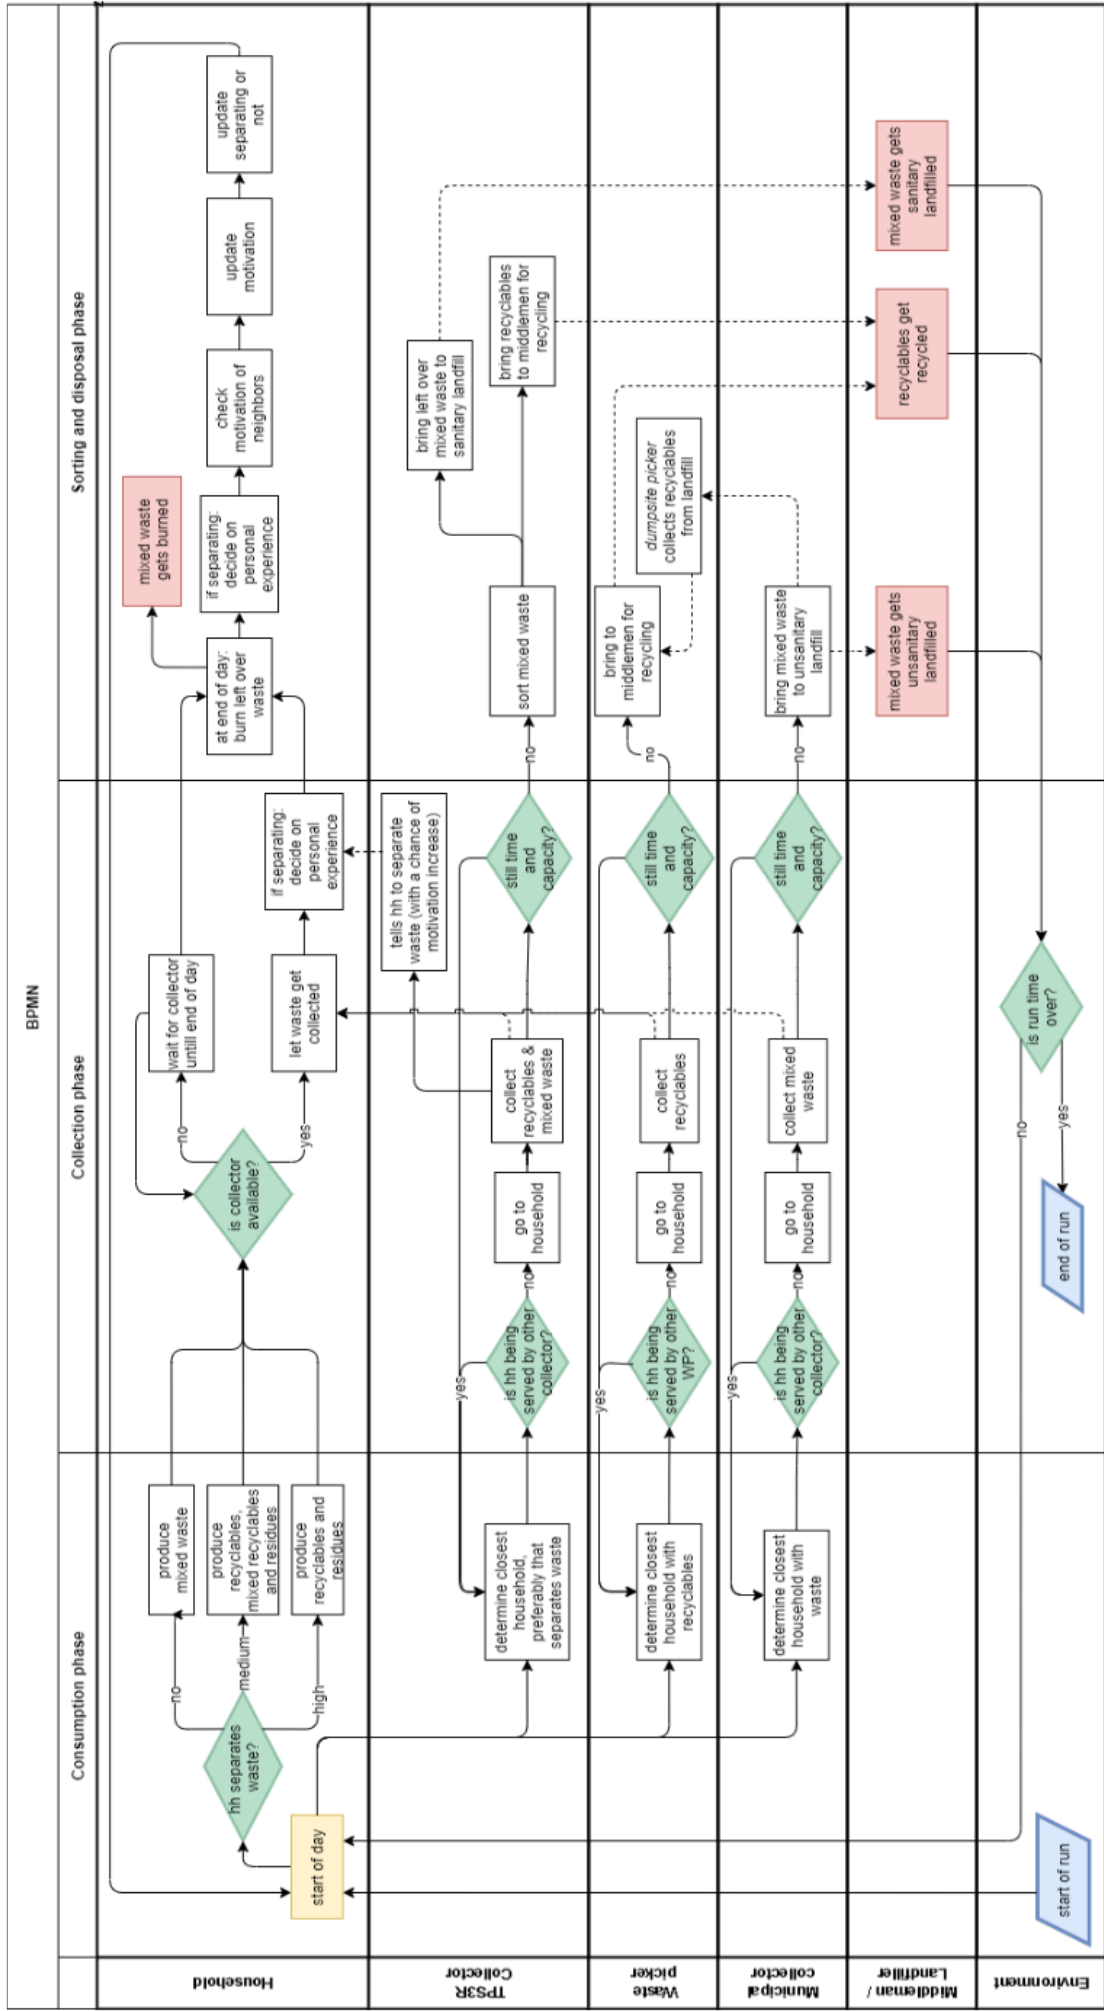 BPMN
Consumption phase
Collection phase
Sorting and disposal phase
Household
start of day
hh separates
waste?
no
medium
high
produce
mixed waste
produce
recyclables,
mixed recyclables
and residues
produce
recyclables and
residues
is collector
available?
no
yes
wait for collector
untill end of day
let waste get
collected
if separating:
decide on
personal
experience
at end of day:
burn left over
waste
mixed waste
gets burned
if separating:
decide on
personal
experience
check
motivation of
neighbors
update
motivation
update
separating or
not
TPS3R
Collector
determine closest
household,
preferably that
separates waste
yes
is hh being
served by other
collector?
no
go to
household
collect
recyclables &
mixed waste
tells hh to separate
waste (with a chance of
motivation increase)
still time
and
capacity?
no
sort mixed waste
bring left over
mixed waste to
sanitary landfill
bring recyclables
to middlemen for
recycling
Waste
picker
determine closest
household with
recyclables
yes
is hh being
served by other
WP?
no
go to
household
collect
recyclables
still time
and
capacity?
no
bring to
middlemen for
recycling
dumpsite picker
collects recyclables
from landfill
Municipal
collector
determine closest
household with
waste
yes
is hh being
served by other
collector?
no
go to
household
collect mixed
waste
still time
and
capacity?
no
bring mixed waste
to unsanitary
landfill
Middleman /
Landfiller
mixed waste gets
unsanitary
landfilled
recyclables get
recycled
mixed waste gets
sanitary
landfilled
Environment
start of run
is run time
over?
no
yes
end of run